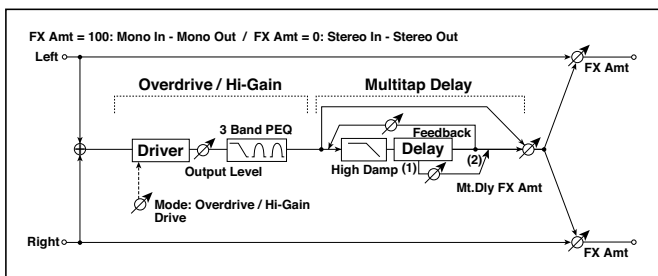 FX Amt = 100: Mono In - Mono Out / FX Amt = 0: Stereo In - Stereo Out
Left
FX Amt
Overdrive / Hi-Gain
Multitap Delay
3 Band PEQ
Feedback
Driver
Delay
Output Level
High Damp
(1)
(2)
Mt.Dly FX Amt
Mode: Overdrive / Hi-Gain
Drive
Right
FX Amt